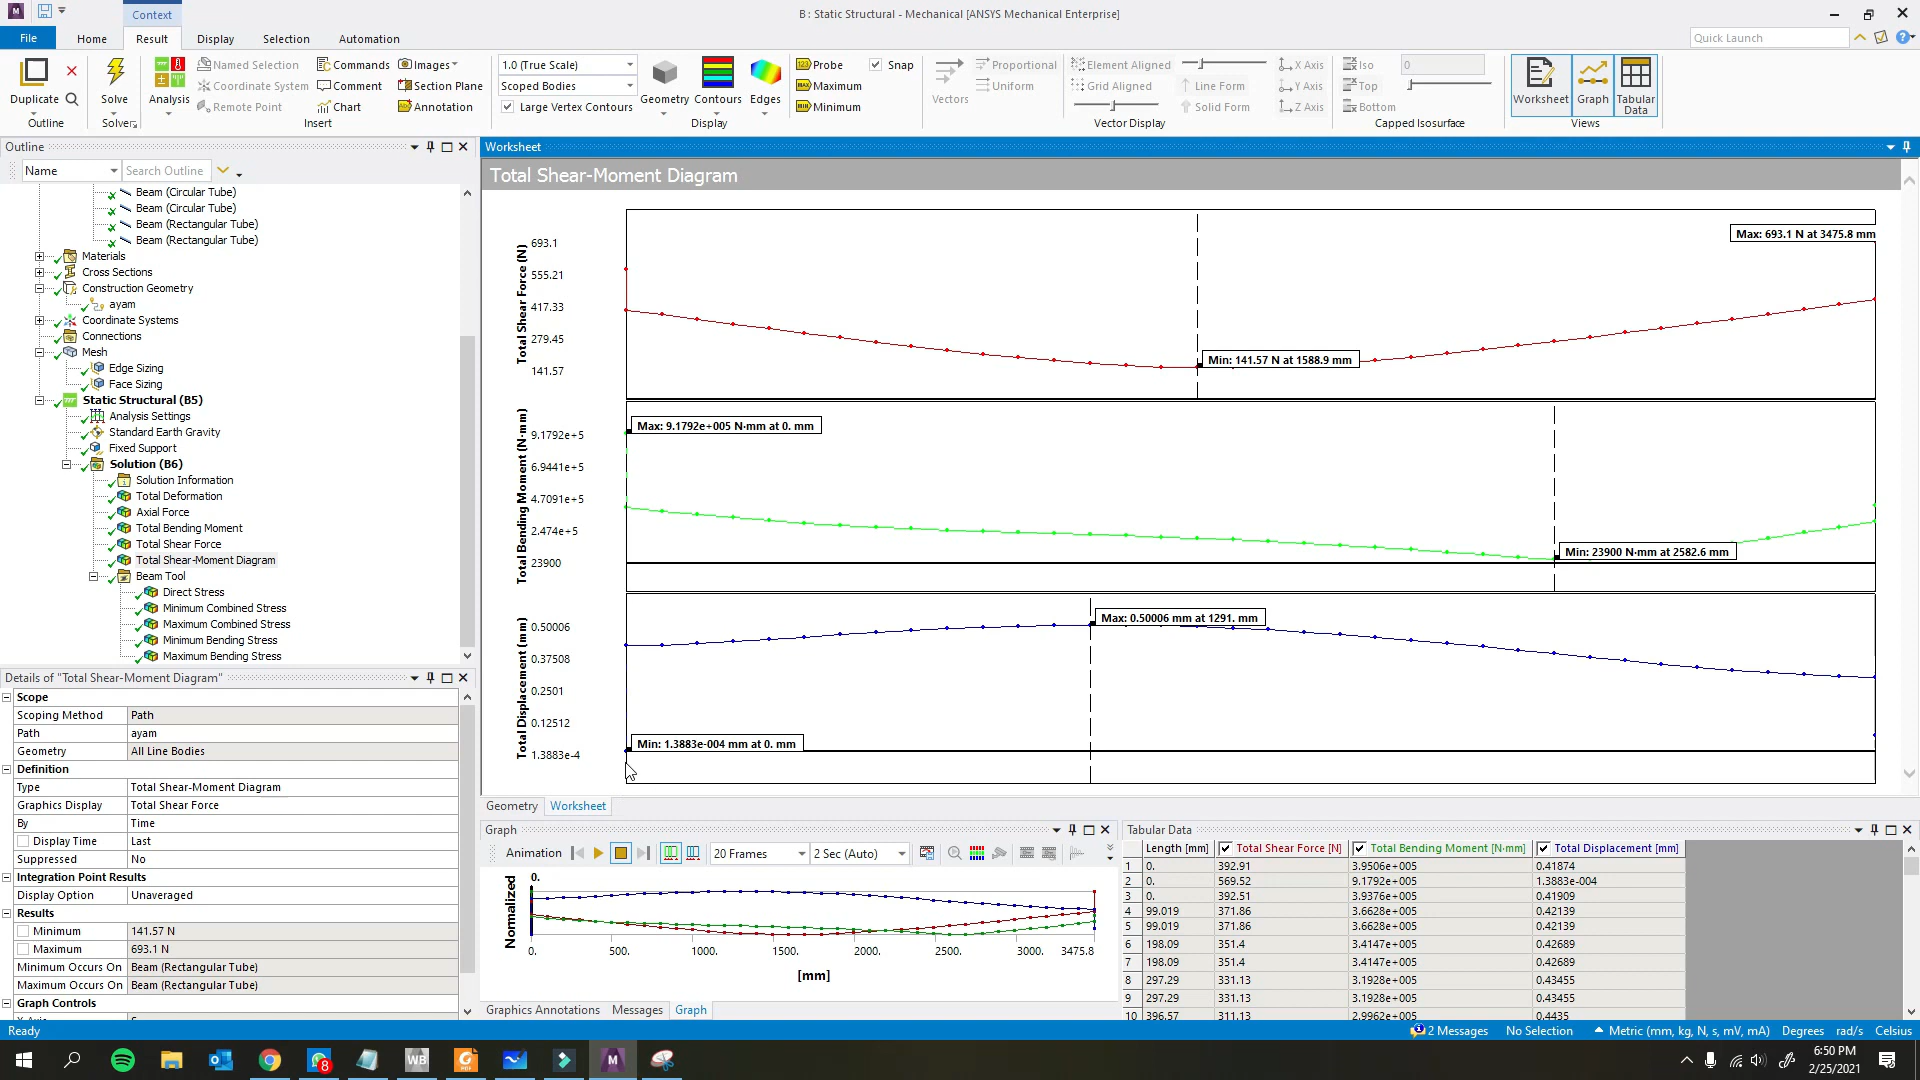 Context
B : Static Structural - Mechanical [ANSYS Mechanical Enterprise]
File
Home
Result
Display
Selection
Automation
Quick Launch
Duplicate
Outline
Solve
Solver
Analysis
Named Selection
Coordinate System
Remote Point
Commands
Comment
Chart
Images
Section Plane
Annotation
Insert
1.0 (True Scale)
Scoped Bodies
Large Vertex Contours
Geometry
Contours
Edges
Display
Probe
Maximum
Minimum
Snap
Vectors
Proportional
Uniform
Element Aligned
Grid Aligned
Line Form
Solid Form
X Axis
Y Axis
Z Axis
Vector Display
Iso
Top
Bottom
0
Capped Isosurface
Worksheet
Graph
Tabular
Data
Views
Outline
Name
Search Outline
Beam (Circular Tube)
Beam (Circular Tube)
Beam (Rectangular Tube)
Beam (Rectangular Tube)
Materials
Cross Sections
Construction Geometry
ayam
Coordinate Systems
Connections
Mesh
Edge Sizing
Face Sizing
Static Structural (B5)
Analysis Settings
Standard Earth Gravity
Fixed Support
Solution (B6)
Solution Information
Total Deformation
Axial Force
Total Bending Moment
Total Shear Force
Total Shear-Moment Diagram
Beam Tool
Direct Stress
Minimum Combined Stress
Maximum Combined Stress
Minimum Bending Stress
Maximum Bending Stress
Details of "Total Shear-Moment Diagram"
Scope
Scoping Method Path
Path ayam
Geometry All Line Bodies
Definition
Type Total Shear-Moment Diagram
Graphics Display Total Shear Force
By Time
Display Time Last
Suppressed No
Integration Point Results
Display Option Unaveraged
Results
Minimum 141.57 N
Maximum 693.1 N
Minimum Occurs On Beam (Rectangular Tube)
Maximum Occurs On Beam (Rectangular Tube)
Graph Controls
Worksheet
Total Shear-Moment Diagram
Total Shear Force (N)
693.1
555.21
417.33
279.45
141.57
Max: 693.1 N at 3475.8 mm
Min: 141.57 N at 1588.9 mm
Total Bending Moment (N·mm)
9.1792e+5
6.9441e+5
4.7091e+5
2.474e+5
23900
Max: 9.1792e+005 N·mm at 0. mm
Min: 23900 N·mm at 2582.6 mm
Total Displacement (mm)
0.50006
0.37508
0.2501
0.12512
1.3883e-4
Max: 0.50006 mm at 1291. mm
Min: 1.3883e-004 mm at 0. mm
Geometry
Worksheet
Graph
Animation
20 Frames
2 Sec (Auto)
Normalized
0.
0. 500. 1000. 1500. 2000. 2500. 3000. 3475.8
[mm]
Graphics Annotations
Messages
Graph
Tabular Data
Length [mm] Total Shear Force [N] Total Bending Moment [N·mm] Total Displacement [mm]
1 0. 392.91 3.9506e+005 0.41874
2 0. 569.52 9.1792e+005 1.3883e-004
3 0. 392.51 3.9376e+005 0.41909
4 99.019 371.86 3.6628e+005 0.42139
5 99.019 371.86 3.6628e+005 0.42139
6 198.09 351.4 3.4147e+005 0.42689
7 198.09 351.4 3.4147e+005 0.42689
8 297.29 331.13 3.1928e+005 0.43455
9 297.29 331.13 3.1928e+005 0.43455
10 396.57 311.13 2.9962e+005 0.4435
Ready
2 Messages
No Selection
Metric (mm, kg, N, s, mV, mA)
Degrees
rad/s
Celsius
8
WB
M
6:50 PM
2/25/2021